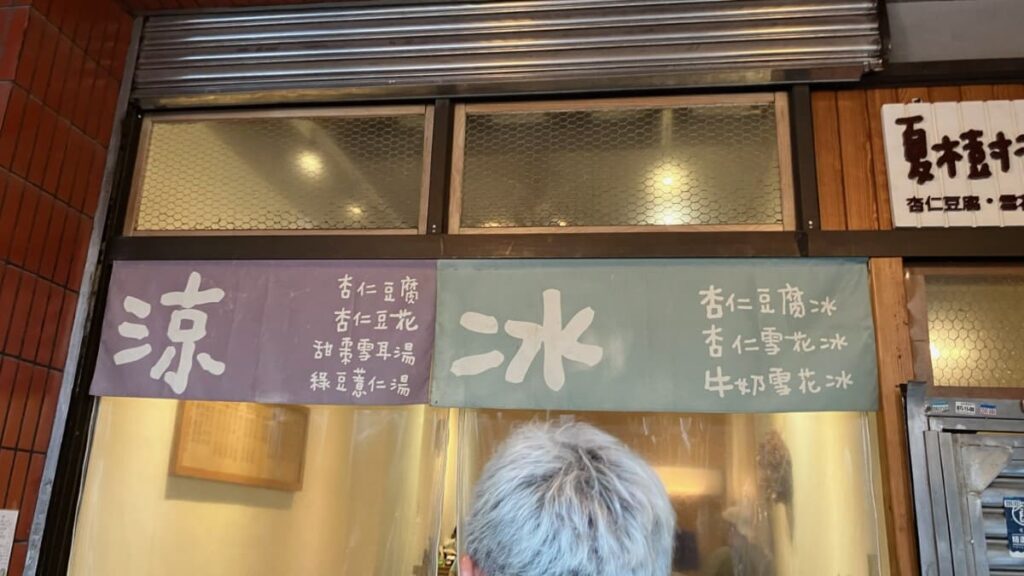 涼
杏仁豆腐
杏仁豆花
甜棗雪耳湯
綠豆薏仁湯
冰
杏仁豆腐冰
杏仁雪花冰
牛奶雪花冰
夏樹
杏仁豆腐・雪